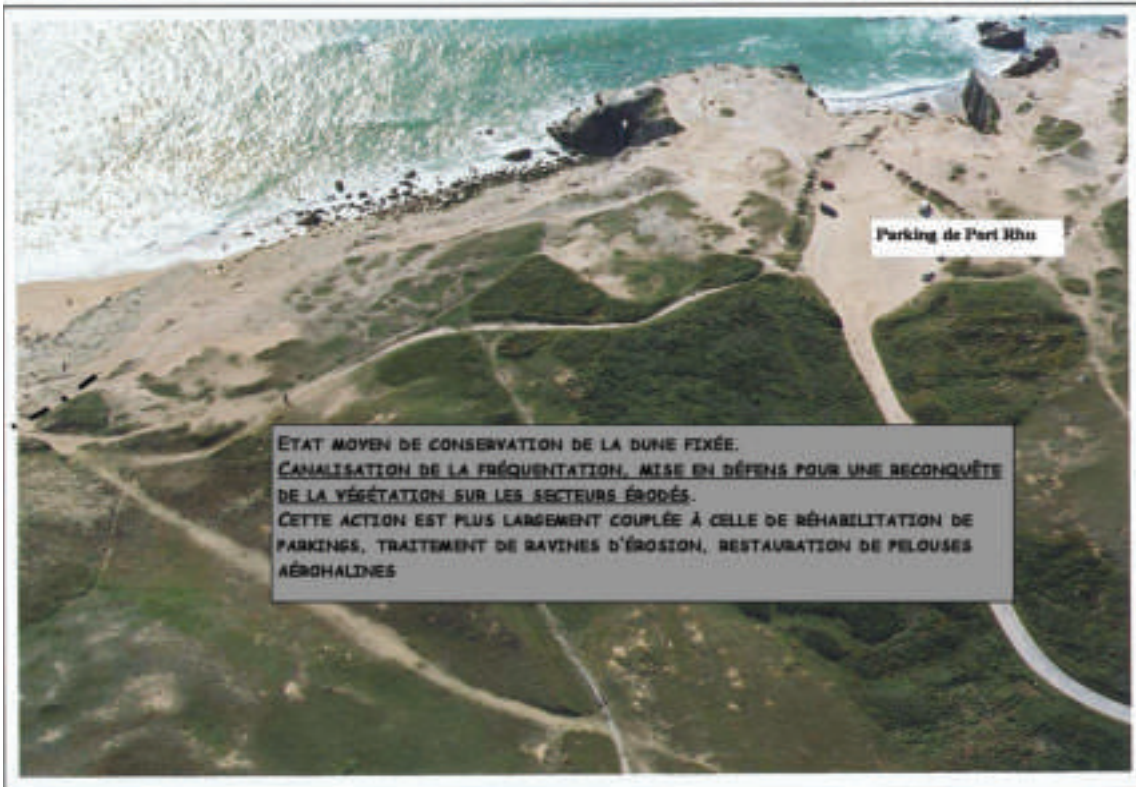 Parking de Port Rhu
ETAT MOYEN DE CONSERVATION DE LA DUNE FIXÉE.
CANALISATION DE LA FRÉQUENTATION, MISE EN DÉFENS POUR UNE RECONQUÊTE
DE LA VÉGÉTATION SUR LES SECTEURS ÉRODÉS.
CETTE ACTION EST PLUS LARGEMENT COUPLÉE À CELLE DE RÉHABILITATION DE
PARKINGS, TRAITEMENT DE RAVINES D'ÉROSION, RESTAURATION DE PELOUSES
AÉROHALINES